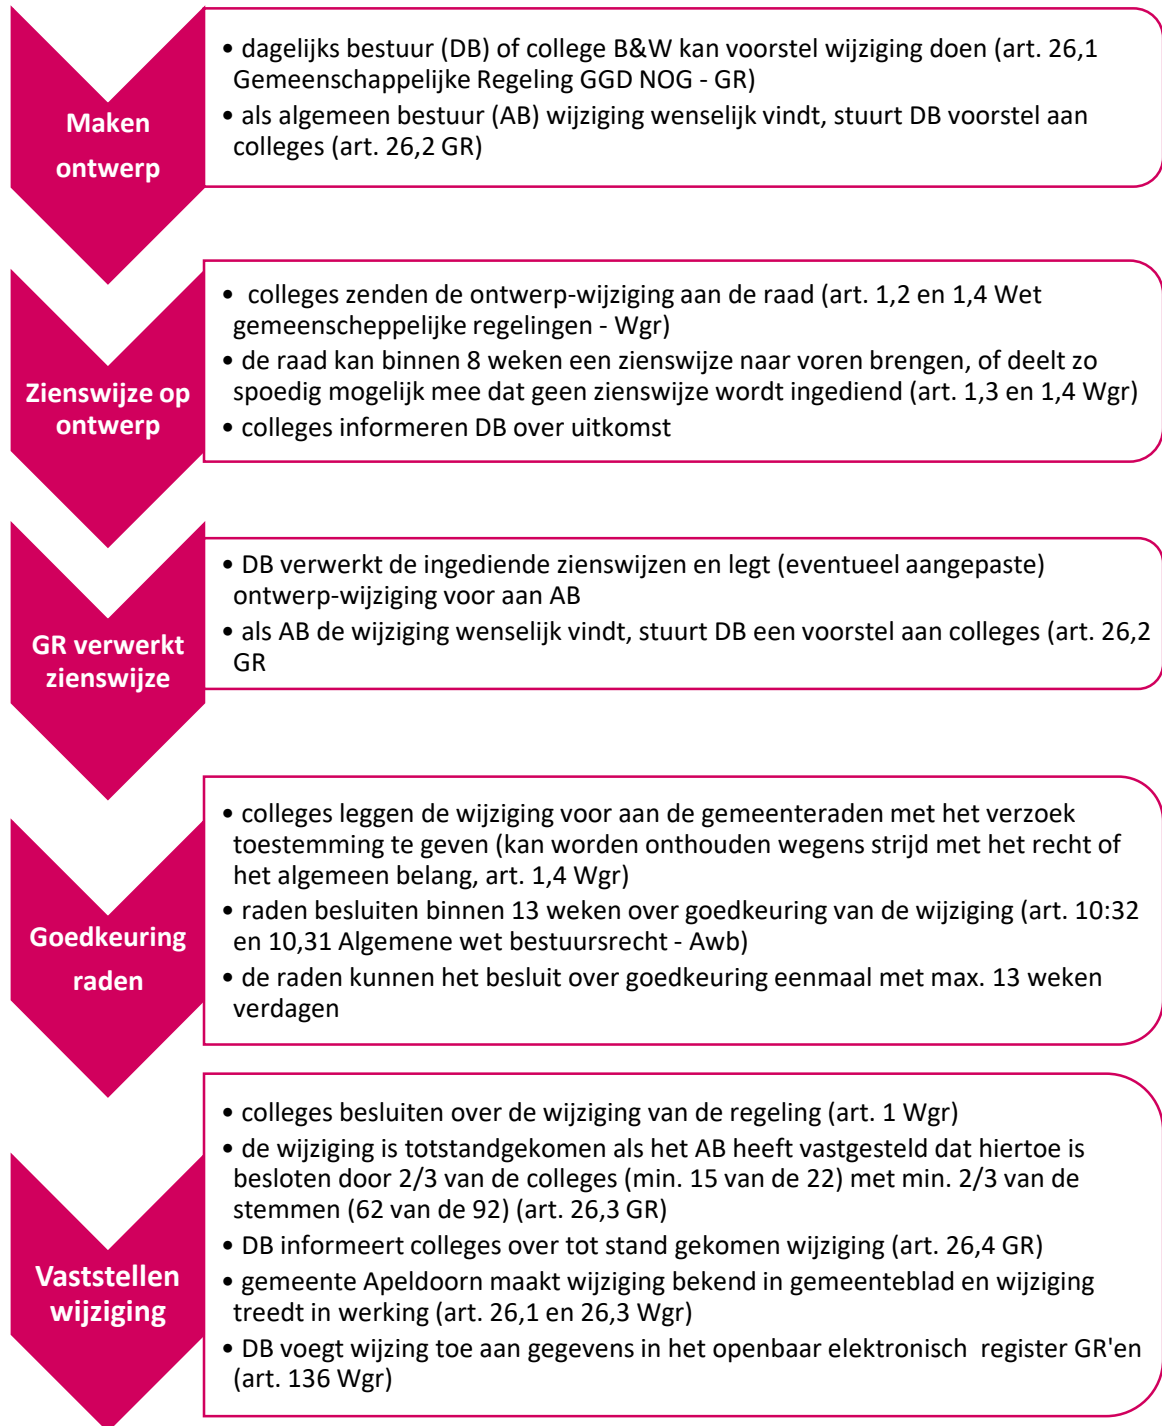 Maken
ontwerp
• dagelijks bestuur (DB) of college B&W kan voorstel wijziging doen (art. 26,1
Gemeenschappelijke Regeling GGD NOG - GR)
• als algemeen bestuur (AB) wijziging wenselijk vindt, stuurt DB voorstel aan
colleges (art. 26,2 GR)
Zienswijze op
ontwerp
• colleges zenden de ontwerp-wijziging aan de raad (art. 1,2 en 1,4 Wet
gemeenscheppelijke regelingen - Wgr)
• de raad kan binnen 8 weken een zienswijze naar voren brengen, of deelt zo
spoedig mogelijk mee dat geen zienswijze wordt ingediend (art. 1,3 en 1,4 Wgr)
• colleges informeren DB over uitkomst
GR verwerkt
zienswijze
• DB verwerkt de ingediende zienswijzen en legt (eventueel aangepaste)
ontwerp-wijziging voor aan AB
• als AB de wijziging wenselijk vindt, stuurt DB een voorstel aan colleges (art. 26,2
GR
Goedkeuring
raden
• colleges leggen de wijziging voor aan de gemeenteraden met het verzoek
toestemming te geven (kan worden onthouden wegens strijd met het recht of
het algemeen belang, art. 1,4 Wgr)
• raden besluiten binnen 13 weken over goedkeuring van de wijziging (art. 10:32
en 10,31 Algemene wet bestuursrecht - Awb)
• de raden kunnen het besluit over goedkeuring eenmaal met max. 13 weken
verdagen
Vaststellen
wijziging
• colleges besluiten over de wijziging van de regeling (art. 1 Wgr)
• de wijziging is totstandgekomen als het AB heeft vastgesteld dat hiertoe is
besloten door 2/3 van de colleges (min. 15 van de 22) met min. 2/3 van de
stemmen (62 van de 92) (art. 26,3 GR)
• DB informeert colleges over tot stand gekomen wijziging (art. 26,4 GR)
• gemeente Apeldoorn maakt wijziging bekend in gemeenteblad en wijziging
treedt in werking (art. 26,1 en 26,3 Wgr)
• DB voegt wijzing toe aan gegevens in het openbaar elektronisch register GR'en
(art. 136 Wgr)